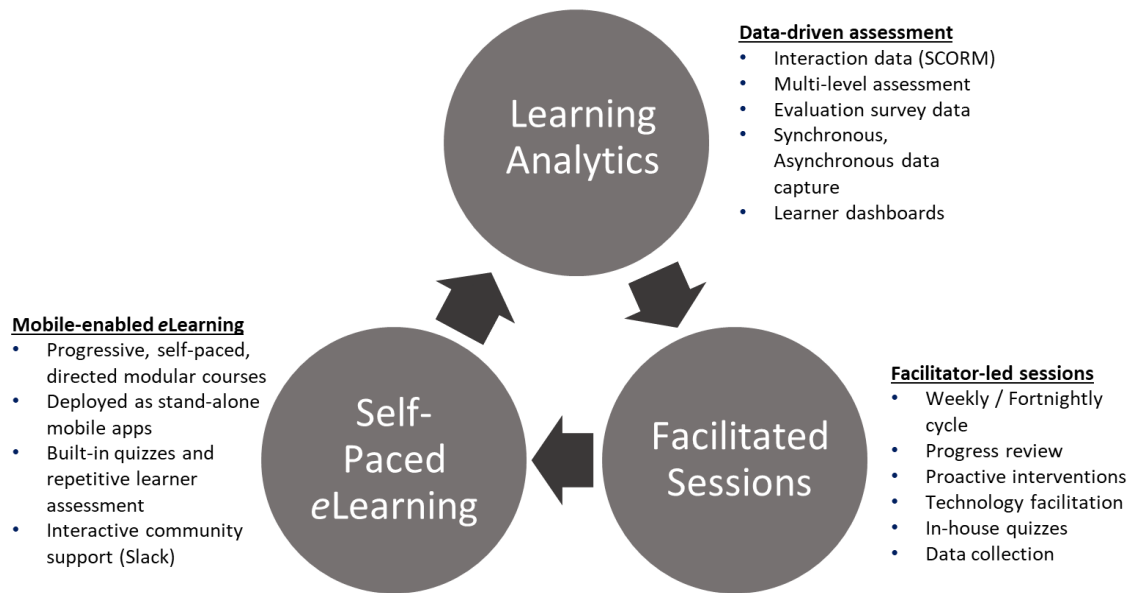 Learning
Analytics
Data-driven assessment
• Interaction data (SCORM)
• Multi-level assessment
• Evaluation survey data
• Synchronous,
Asynchronous data
capture
• Learner dashboards
Mobile-enabled eLearning
• Progressive, self-paced,
directed modular courses
• Deployed as stand-alone
mobile apps
• Built-in quizzes and
repetitive learner
assessment
• Interactive community
support (Slack)
Self-
Paced
eLearning
Facilitated
Sessions
Facilitator-led sessions
• Weekly / Fortnightly
cycle
• Progress review
• Proactive interventions
• Technology facilitation
• In-house quizzes
• Data collection